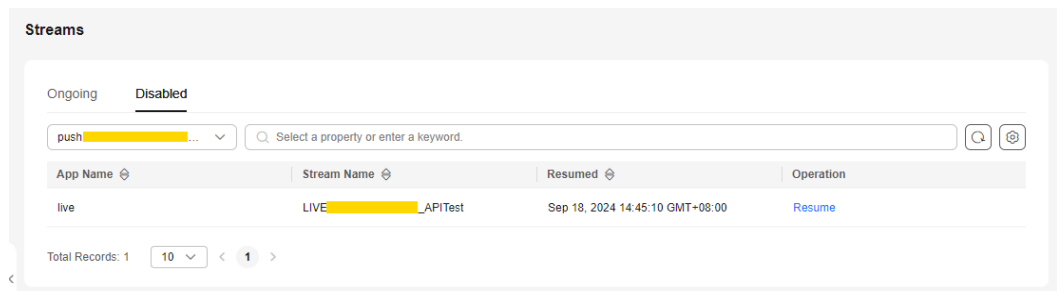 Streams
Ongoing Disabled
push ... Select a property or enter a keyword.
App Name Stream Name Resumed Operation
live LIVE _APITest Sep 18, 2024 14:45:10 GMT+08:00 Resume
Total Records: 1 10 < 1 >